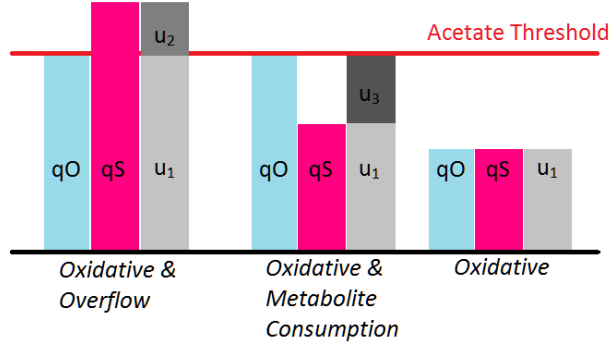 Acetate Threshold
u₂
u₃
qO qS u₁
qO qS u₁
qO qS u₁
Oxidative &
Overflow
Oxidative &
Metabolite
Consumption
Oxidative